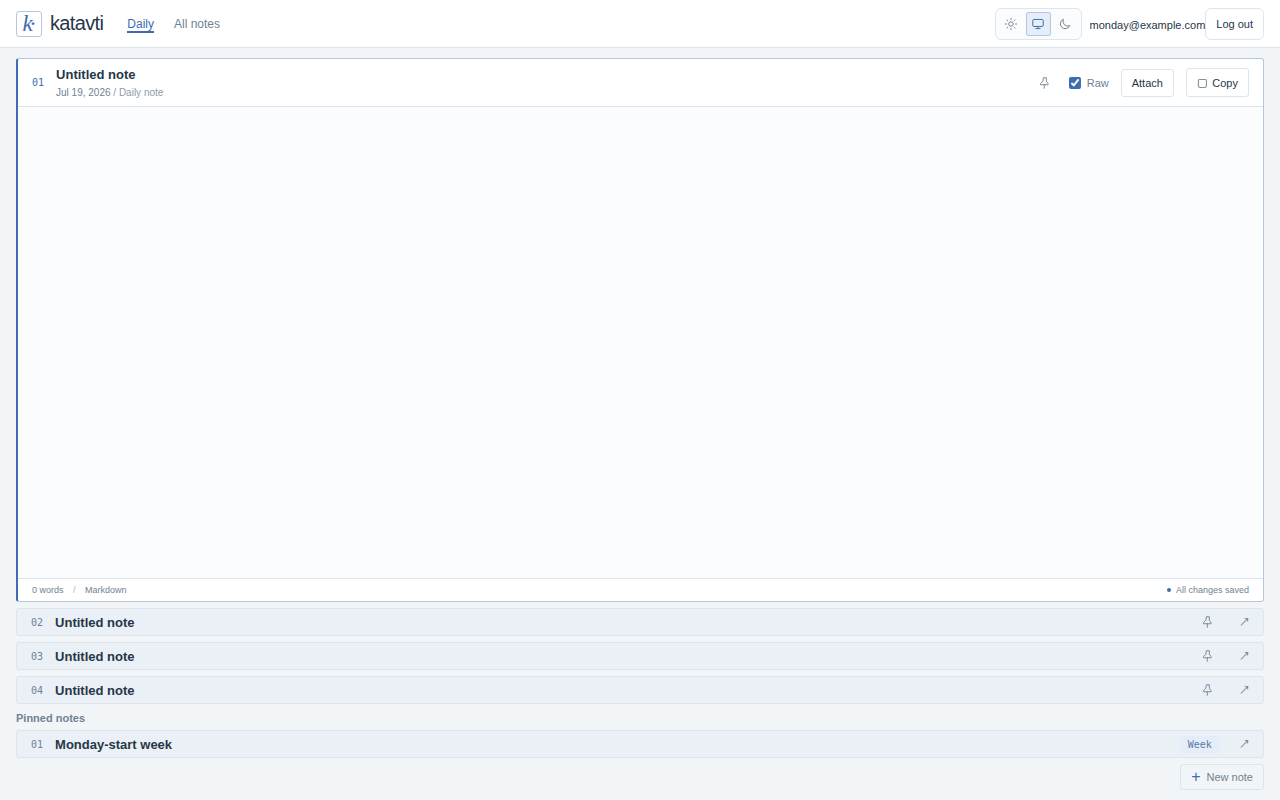 k
katavti
Daily
All notes
monday@example.com
Log out
01
Untitled note
Jul 19, 2026 / Daily note
Raw
Attach
Copy
0 words / Markdown
All changes saved
02 Untitled note
03 Untitled note
04 Untitled note
Pinned notes
01 Monday-start week
Week
+ New note